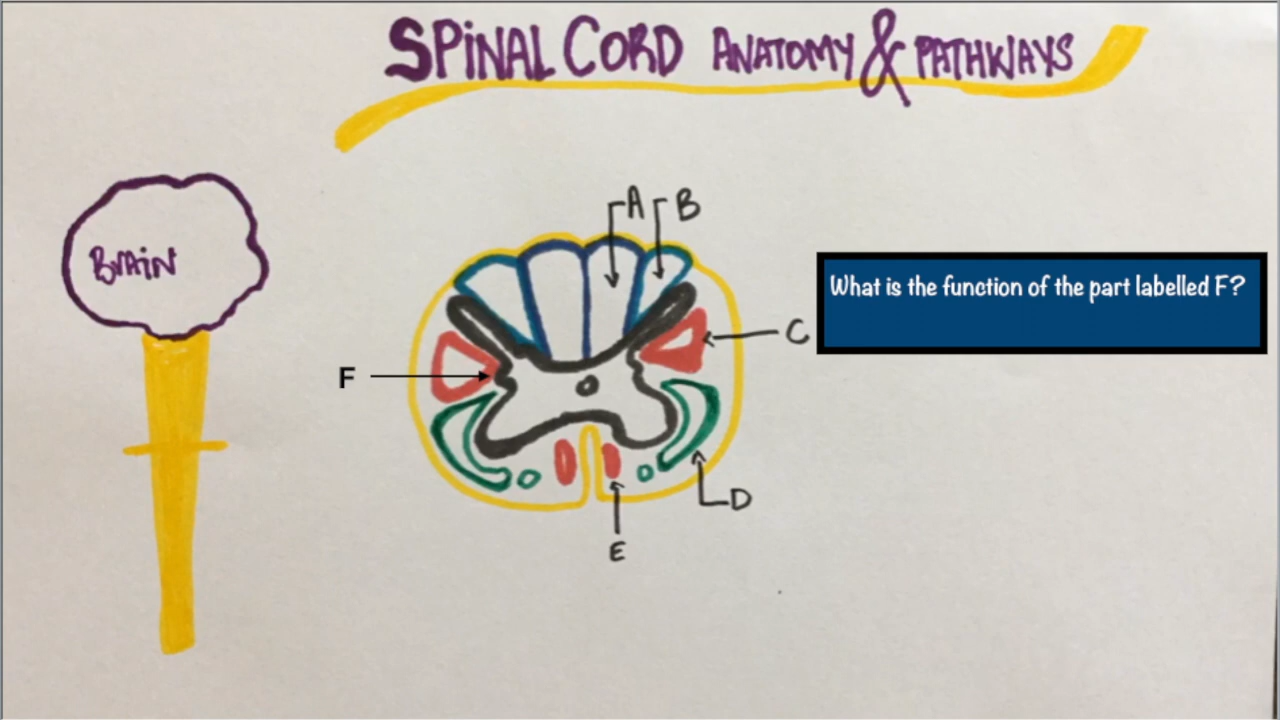 SPINAL CORD ANATOMY & PATHWAYS
A B
BRAIN
What is the function of the part labelled F?
C
F
D
E